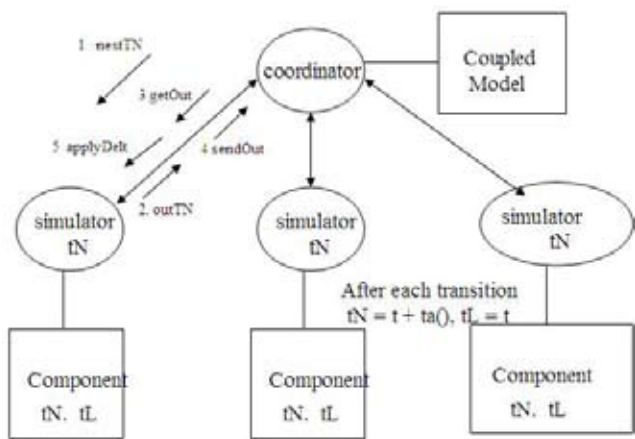 1 nextTN
coordinator
Coupled
Model
3 getOut
5 applyDelt
4 sendOut
2. outTN
simulator
tN
simulator
tN
simulator
tN
After each transition
tN = t + ta(), tL = t
Component
tN. tL
Component
tN. tL
Component
tN. tL